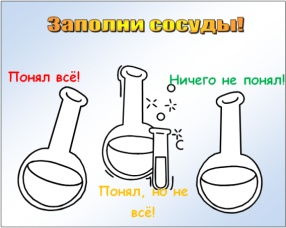 Заполни сосуды!
Понял всё!
Ничего не понял!
Понял, но не
всё!